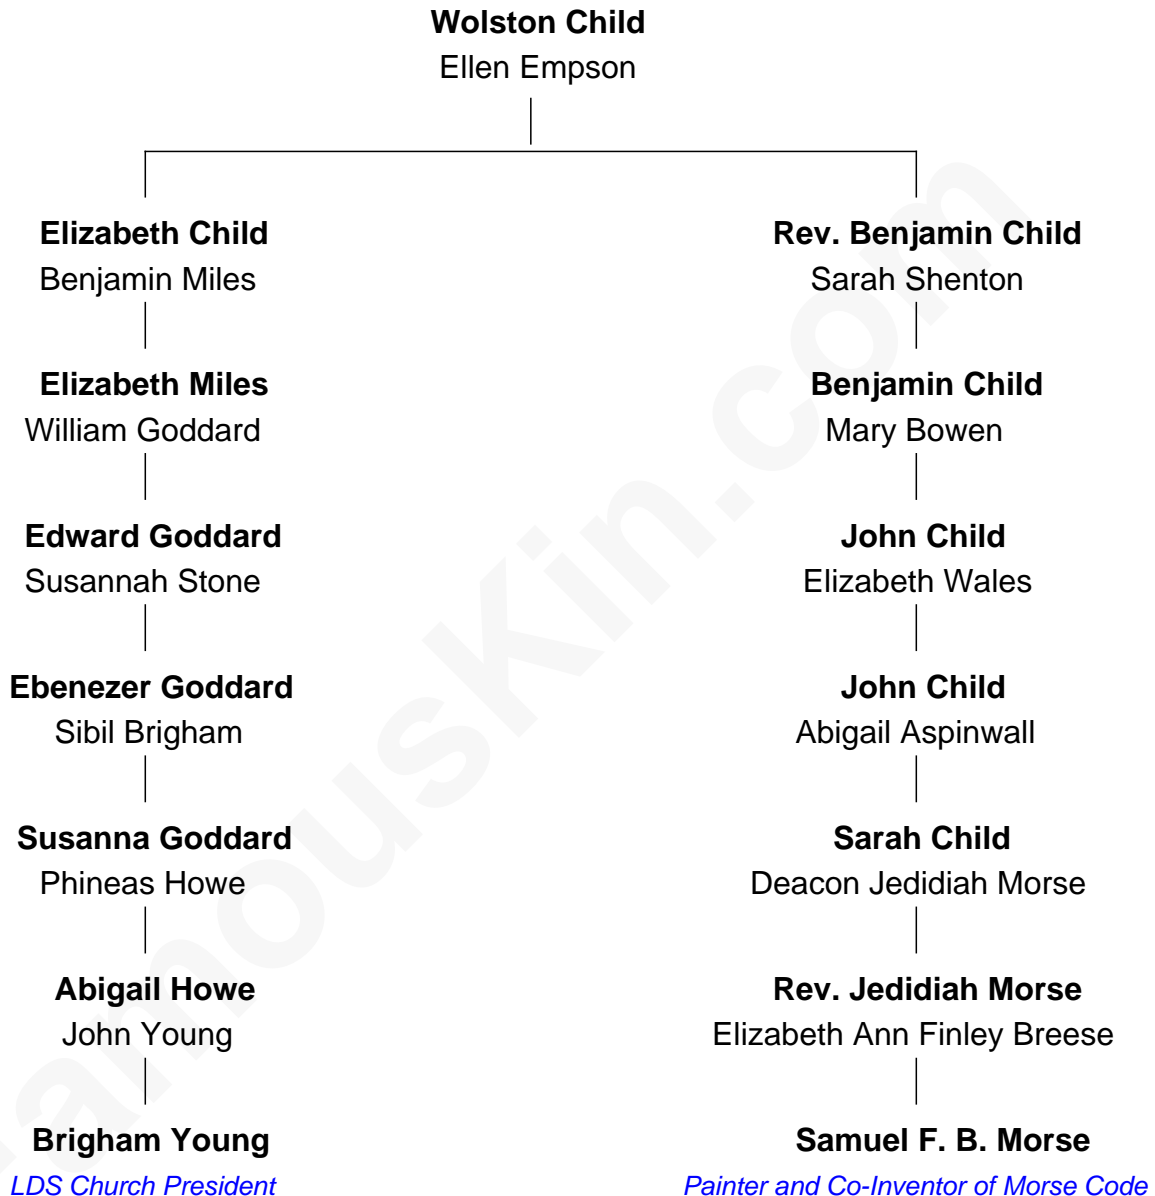 Wolston Child
Ellen Empson
Elizabeth Child
Benjamin Miles
Rev. Benjamin Child
Sarah Shenton
Elizabeth Miles
William Goddard
Benjamin Child
Mary Bowen
Edward Goddard
Susannah Stone
John Child
Elizabeth Wales
Ebenezer Goddard
Sibil Brigham
John Child
Abigail Aspinwall
Susanna Goddard
Phineas Howe
Sarah Child
Deacon Jedidiah Morse
Abigail Howe
John Young
Rev. Jedidiah Morse
Elizabeth Ann Finley Breese
Brigham Young
LDS Church President
Samuel F. B. Morse
Painter and Co-Inventor of Morse Code
amousKin.com